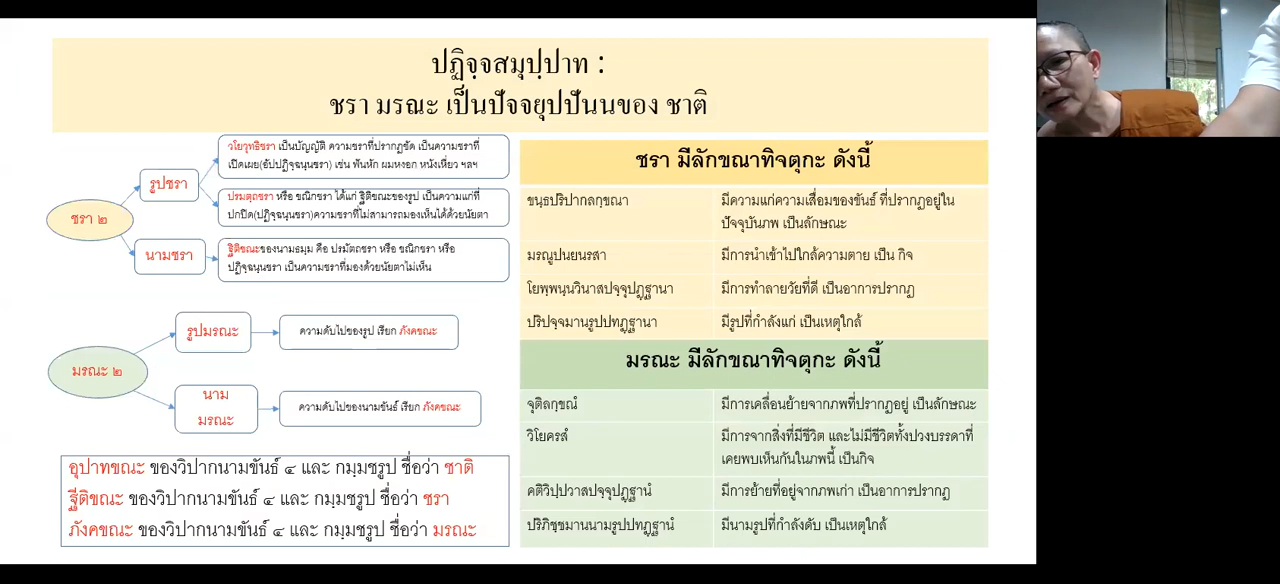 ปฏิจฺจสมุปฺปาท :
ชรา มรณะ เป็นปัจจยุปปันนของ ชาติ
ชรา ๒
รูปชรา
วโยวุทธิชรา เป็นบัญญัติ ความชราที่ปรากฏชัด เป็นความชราที่
เปิดเผย(อัปปฏิจฺฉนฺนชรา) เช่น ฟันหัก ผมหงอก หนังเหี่ยว ฯลฯ
ปรมตฺถชรา หรือ ขณิกชรา ได้แก่ ฐิติขณะของรูป เป็นความแก่ที่
ปกปิด(ปฏิจฺฉนฺนชรา)ความชราที่ไม่สามารถมองเห็นได้ด้วยนัยตา
นามชรา
ฐิติขณะของนามธมฺม คือ ปรมัตถชรา หรือ ขณิกชรา หรือ
ปฏิจฺฉนฺนชรา เป็นความชราที่มองด้วยนัยตาไม่เห็น
มรณะ ๒
รูปมรณะ
ความดับไปของรูป เรียก ภังคขณะ
นาม
มรณะ
ความดับไปของนามขันธ์ เรียก ภังคขณะ
อุปาทขณะ ของวิปากนามขันธ์ ๔ และ กมฺมชรูป ชื่อว่า ชาติ
ฐีติขณะ ของวิปากนามขันธ์ ๔ และ กมฺมชรูป ชื่อว่า ชรา
ภังคขณะ ของวิปากนามขันธ์ ๔ และ กมฺมชรูป ชื่อว่า มรณะ
ชรา มีลักขณาทิจตุกะ ดังนี้
ขนฺธปริปากลกฺขณา มีความแก่ความเสื่อมของขันธ์ ที่ปรากฏอยู่ใน
ปัจจุบันภพ เป็นลักษณะ
มรณูปนยนรสา มีการนำเข้าไปใกล้ความตาย เป็น กิจ
โยพฺพนฺนวินาสปจฺจุปฏฺฐานา มีการทำลายวัยที่ดี เป็นอาการปรากฏ
ปริปจฺจมานรูปปทฏฺฐานา มีรูปที่กำลังแก่ เป็นเหตุใกล้
มรณะ มีลักขณาทิจตุกะ ดังนี้
จุติลกฺขณํ มีการเคลื่อนย้ายจากภพที่ปรากฏอยู่ เป็นลักษณะ
วิโยครสํ มีการจากสิ่งที่มีชีวิต และไม่มีชีวิตทั้งปวงบรรดาที่
เคยพบเห็นกันในภพนี้ เป็นกิจ
คติวิปฺปวาสปจฺจุปฏฺฐานํ มีการย้ายที่อยู่จากภพเก่า เป็นอาการปรากฏ
ปริภิชฺชมานนามรูปปทฏฺฐานํ มีนามรูปที่กำลังดับ เป็นเหตุใกล้